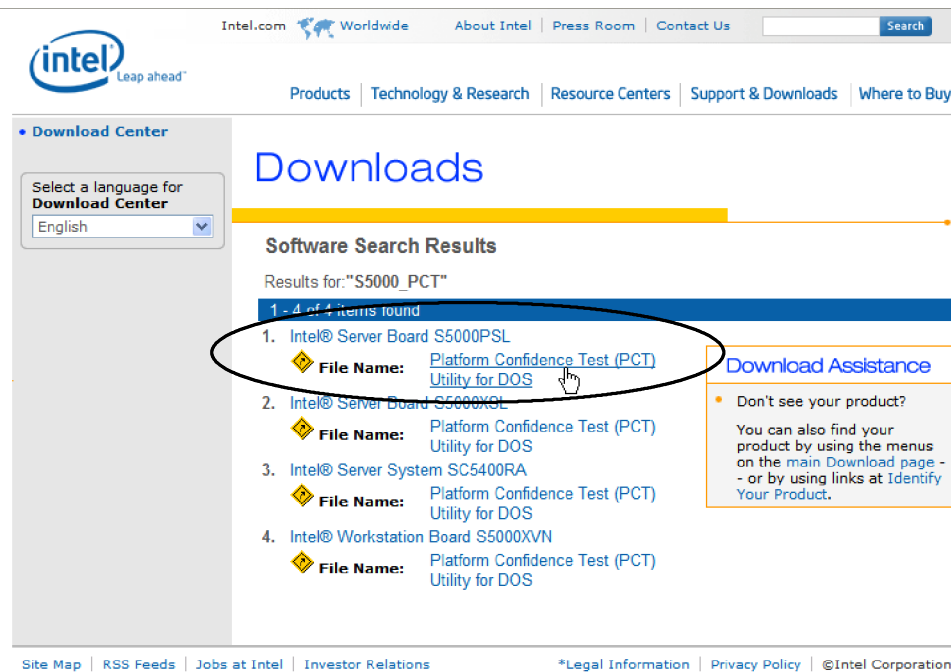 Intel.com Worldwide About Intel | Press Room | Contact Us Search
intel
Leap ahead™
Products | Technology & Research | Resource Centers | Support & Downloads | Where to Buy
• Download Center
Select a language for
Download Center
English
Downloads
Software Search Results
Results for:"S5000_PCT"
1 - 4 of 4 items found
1. Intel® Server Board S5000PSL
File Name: Platform Confidence Test (PCT)
Utility for DOS
2. Intel® Server Board S5000XSL
File Name: Platform Confidence Test (PCT)
Utility for DOS
3. Intel® Server System SC5400RA
File Name: Platform Confidence Test (PCT)
Utility for DOS
4. Intel® Workstation Board S5000XVN
File Name: Platform Confidence Test (PCT)
Utility for DOS
Download Assistance
• Don't see your product?
You can also find your
product by using the menus
on the main Download page -
- or by using links at Identify
Your Product.
Site Map | RSS Feeds | Jobs at Intel | Investor Relations *Legal Information | Privacy Policy | ©Intel Corporation